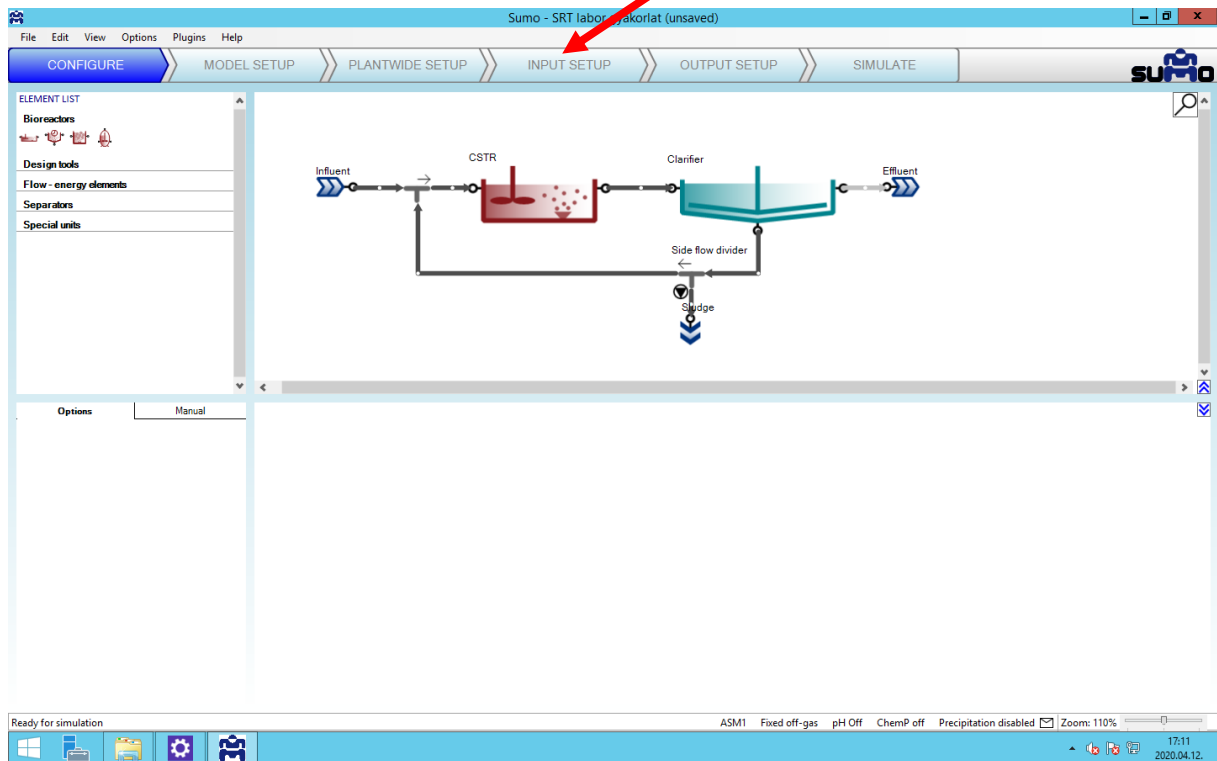 Sumo - SRT labor gyakorlat (unsaved)
File Edit View Options Plugins Help
CONFIGURE MODEL SETUP PLANTWIDE SETUP INPUT SETUP OUTPUT SETUP SIMULATE
SUMO
ELEMENT LIST
Bioreactors
Design tools
Flow - energy elements
Separators
Special units
Influent
CSTR
Clarifier
Effluent
Side flow divider
Sludge
Options Manual
Ready for simulation ASM1 Fixed off-gas pH Off ChemP off Precipitation disabled Zoom: 110%
17:11
2020.04.12.